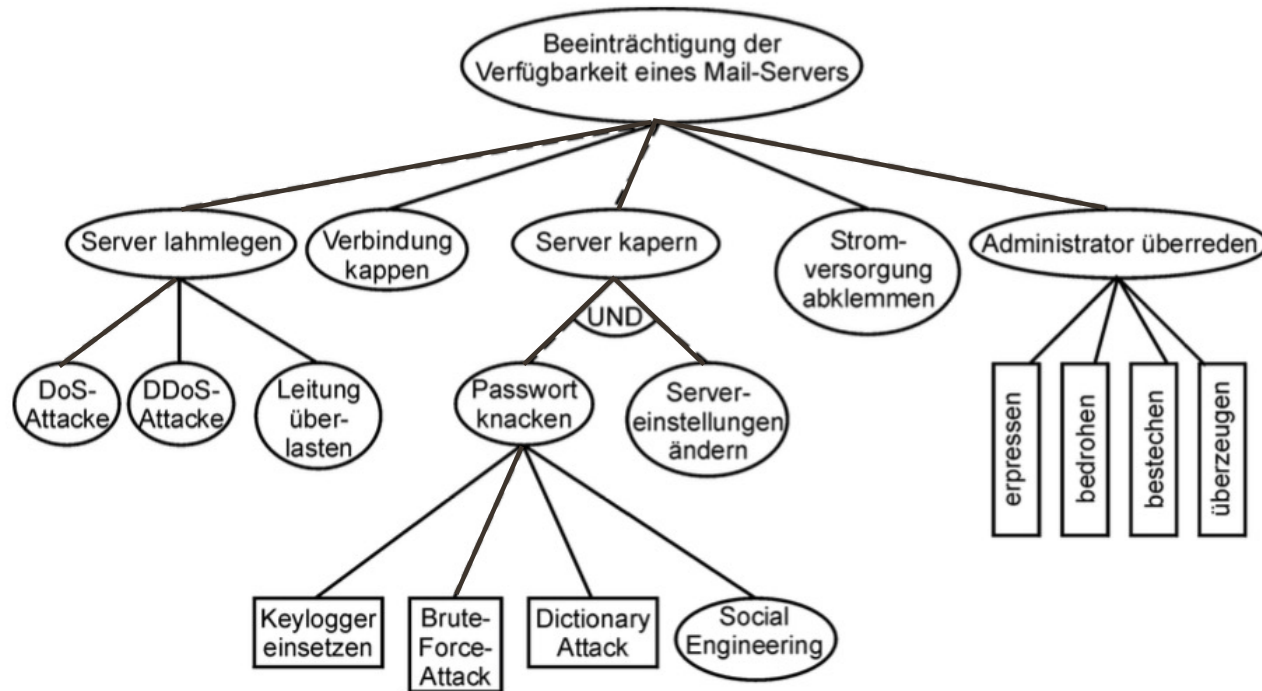 Beeinträchtigung der
Verfügbarkeit eines Mail-Servers
Server lahmlegen
Verbindung
kappen
Server kapern
Strom-
versorgung
abklemmen
Administrator überreden
UND
DoS-
Attacke
DDoS-
Attacke
Leitung
über-
lasten
Passwort
knacken
Server-
einstellungen
ändern
erpressen
bedrohen
bestechen
überzeugen
Keylogger
einsetzen
Brute-
Force-
Attack
Dictionary
Attack
Social
Engineering